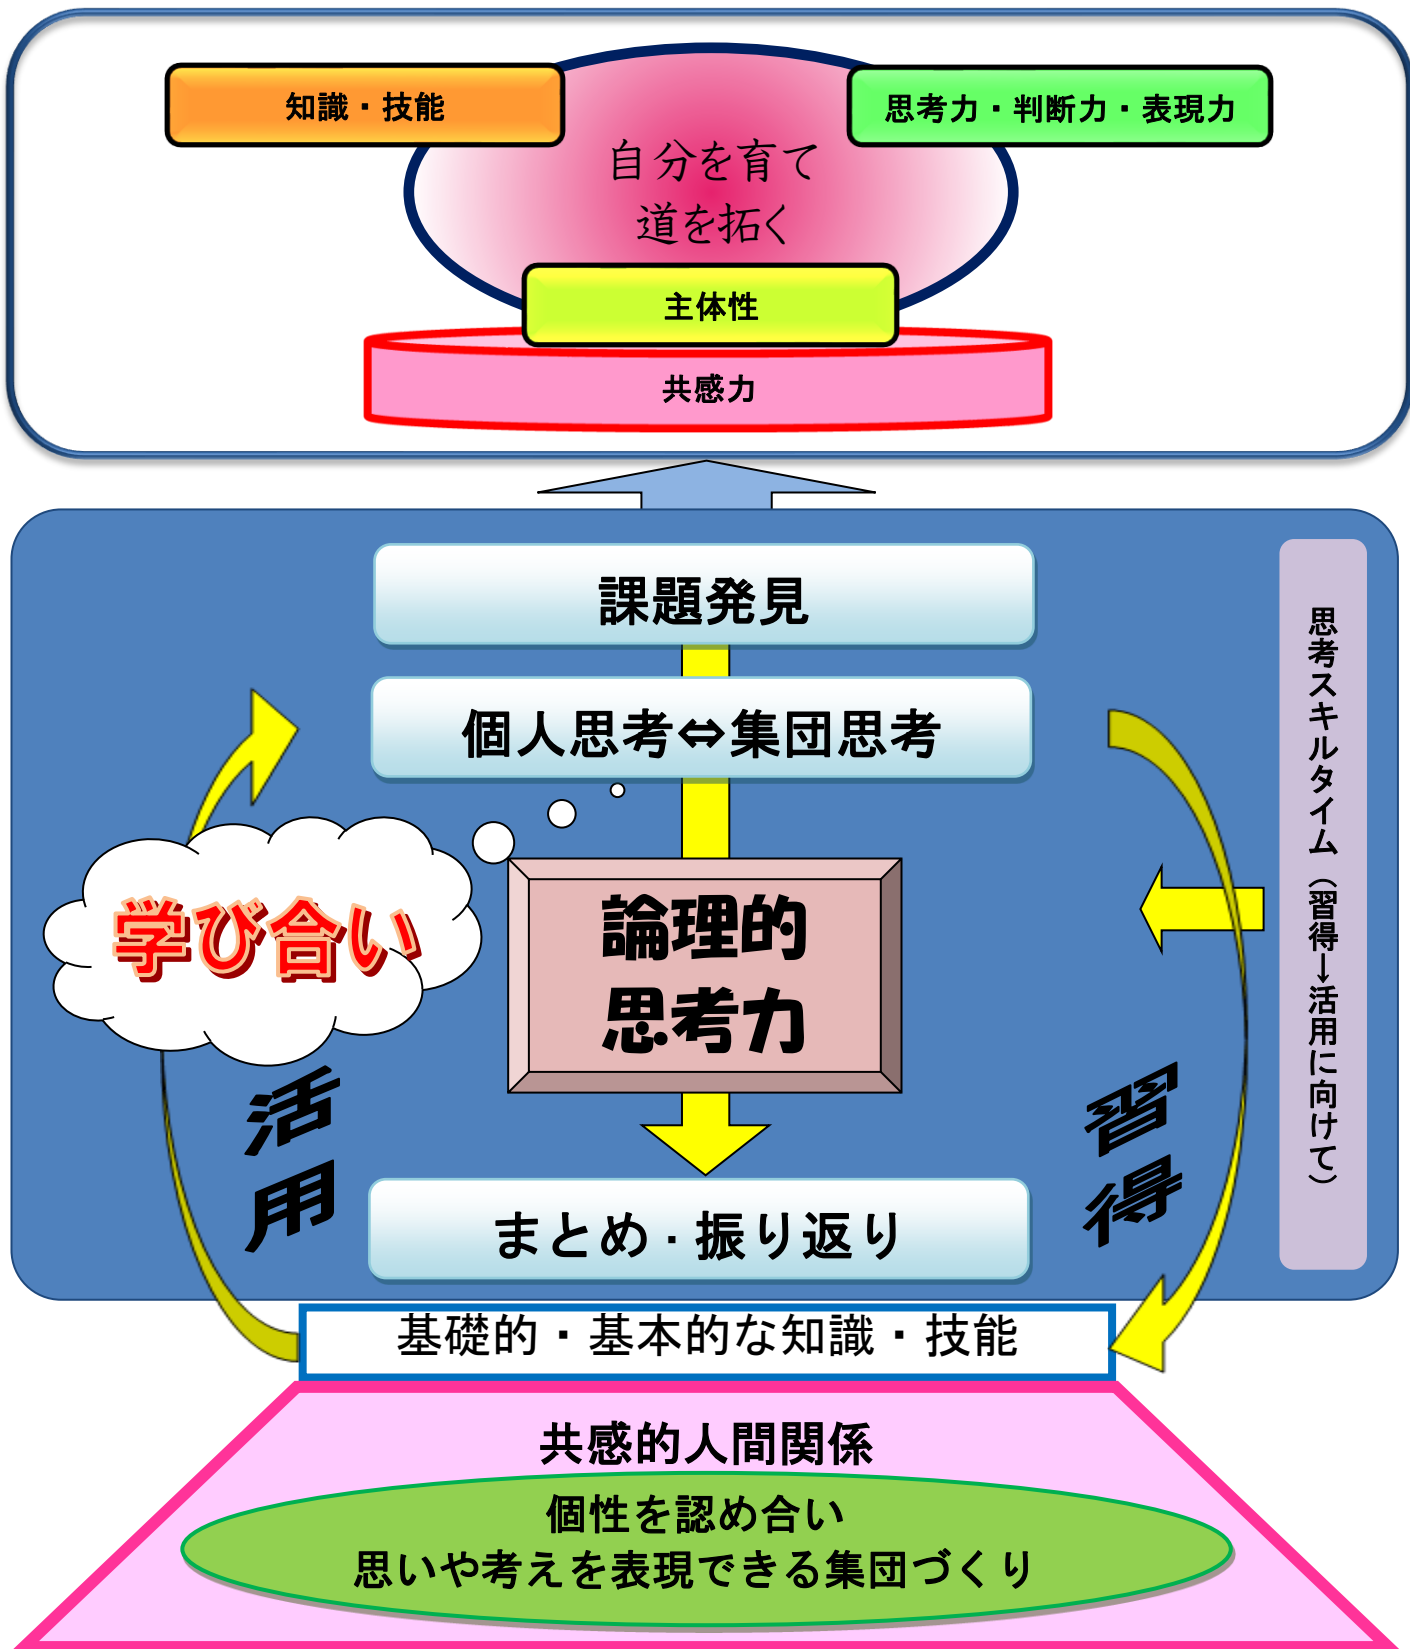 知識・技能
思考力・判断力・表現力
自分を育て
道を拓く
主体性
共感力
課題発見
個人思考⇔集団思考
学び合い
論理的
思考力
思考スキルタイム（習得→活用に向けて）
活用
習得
まとめ・振り返り
基礎的・基本的な知識・技能
共感的人間関係
個性を認め合い
思いや考えを表現できる集団づくり